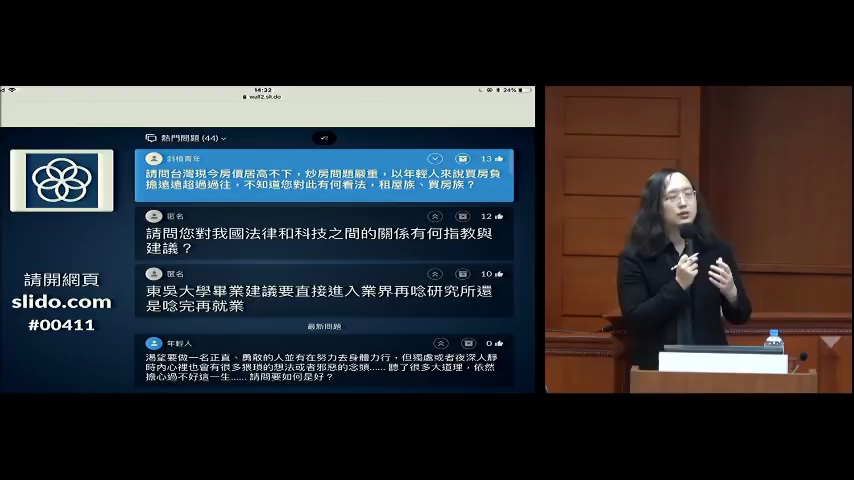 14:32
24%
wall2.sli.do
熱門問題 (44)
斜槓青年
13
請問台灣現今房價居高不下，炒房問題嚴重，以年輕人來說買房負
擔遠遠超過過往，不知道您對此有何看法，租屋族、買房族？
匿名
12
請問您對我國法律和科技之間的關係有何指教與
建議？
匿名
10
東吳大學畢業建議要直接進入業界再唸研究所還
是唸完再就業
最新問題
年輕人
0
渴望要做一名正直、勇敢的人並有在努力去身體力行，但獨處或者夜深人靜
時內心裡也會有很多猥瑣的想法或者邪惡的念頭...... 聽了很多大道理，依然
擔心過不好這一生...... 請問要如何是好？
請開網頁
slido.com
#00411